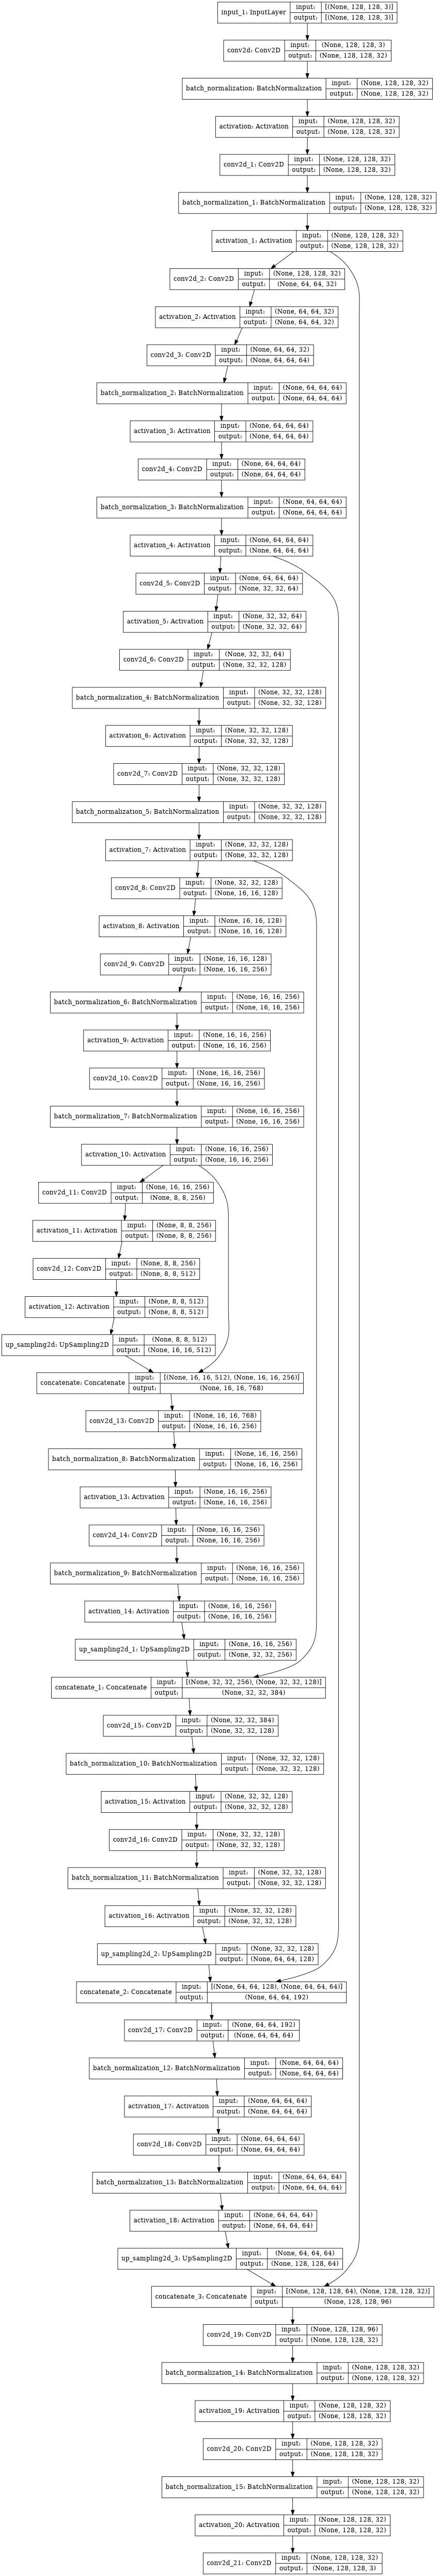 input_1: InputLayer
input: [(None, 128, 128, 3)]
output: [(None, 128, 128, 3)]
conv2d: Conv2D
input: (None, 128, 128, 3)
output: (None, 128, 128, 32)
batch_normalization: BatchNormalization
input: (None, 128, 128, 32)
output: (None, 128, 128, 32)
activation: Activation
input: (None, 128, 128, 32)
output: (None, 128, 128, 32)
conv2d_1: Conv2D
input: (None, 128, 128, 32)
output: (None, 128, 128, 32)
batch_normalization_1: BatchNormalization
input: (None, 128, 128, 32)
output: (None, 128, 128, 32)
activation_1: Activation
input: (None, 128, 128, 32)
output: (None, 128, 128, 32)
conv2d_2: Conv2D
input: (None, 128, 128, 32)
output: (None, 64, 64, 32)
activation_2: Activation
input: (None, 64, 64, 32)
output: (None, 64, 64, 32)
conv2d_3: Conv2D
input: (None, 64, 64, 32)
output: (None, 64, 64, 64)
batch_normalization_2: BatchNormalization
input: (None, 64, 64, 64)
output: (None, 64, 64, 64)
activation_3: Activation
input: (None, 64, 64, 64)
output: (None, 64, 64, 64)
conv2d_4: Conv2D
input: (None, 64, 64, 64)
output: (None, 64, 64, 64)
batch_normalization_3: BatchNormalization
input: (None, 64, 64, 64)
output: (None, 64, 64, 64)
activation_4: Activation
input: (None, 64, 64, 64)
output: (None, 64, 64, 64)
conv2d_5: Conv2D
input: (None, 64, 64, 64)
output: (None, 32, 32, 64)
activation_5: Activation
input: (None, 32, 32, 64)
output: (None, 32, 32, 64)
conv2d_6: Conv2D
input: (None, 32, 32, 64)
output: (None, 32, 32, 128)
batch_normalization_4: BatchNormalization
input: (None, 32, 32, 128)
output: (None, 32, 32, 128)
activation_6: Activation
input: (None, 32, 32, 128)
output: (None, 32, 32, 128)
conv2d_7: Conv2D
input: (None, 32, 32, 128)
output: (None, 32, 32, 128)
batch_normalization_5: BatchNormalization
input: (None, 32, 32, 128)
output: (None, 32, 32, 128)
activation_7: Activation
input: (None, 32, 32, 128)
output: (None, 32, 32, 128)
conv2d_8: Conv2D
input: (None, 32, 32, 128)
output: (None, 16, 16, 128)
activation_8: Activation
input: (None, 16, 16, 128)
output: (None, 16, 16, 128)
conv2d_9: Conv2D
input: (None, 16, 16, 128)
output: (None, 16, 16, 256)
batch_normalization_6: BatchNormalization
input: (None, 16, 16, 256)
output: (None, 16, 16, 256)
activation_9: Activation
input: (None, 16, 16, 256)
output: (None, 16, 16, 256)
conv2d_10: Conv2D
input: (None, 16, 16, 256)
output: (None, 16, 16, 256)
batch_normalization_7: BatchNormalization
input: (None, 16, 16, 256)
output: (None, 16, 16, 256)
activation_10: Activation
input: (None, 16, 16, 256)
output: (None, 16, 16, 256)
conv2d_11: Conv2D
input: (None, 16, 16, 256)
output: (None, 8, 8, 256)
activation_11: Activation
input: (None, 8, 8, 256)
output: (None, 8, 8, 256)
conv2d_12: Conv2D
input: (None, 8, 8, 256)
output: (None, 8, 8, 512)
activation_12: Activation
input: (None, 8, 8, 512)
output: (None, 8, 8, 512)
up_sampling2d: UpSampling2D
input: (None, 8, 8, 512)
output: (None, 16, 16, 512)
concatenate: Concatenate
input: [(None, 16, 16, 512), (None, 16, 16, 256)]
output: (None, 16, 16, 768)
conv2d_13: Conv2D
input: (None, 16, 16, 768)
output: (None, 16, 16, 256)
batch_normalization_8: BatchNormalization
input: (None, 16, 16, 256)
output: (None, 16, 16, 256)
activation_13: Activation
input: (None, 16, 16, 256)
output: (None, 16, 16, 256)
conv2d_14: Conv2D
input: (None, 16, 16, 256)
output: (None, 16, 16, 256)
batch_normalization_9: BatchNormalization
input: (None, 16, 16, 256)
output: (None, 16, 16, 256)
activation_14: Activation
input: (None, 16, 16, 256)
output: (None, 16, 16, 256)
up_sampling2d_1: UpSampling2D
input: (None, 16, 16, 256)
output: (None, 32, 32, 256)
concatenate_1: Concatenate
input: [(None, 32, 32, 256), (None, 32, 32, 128)]
output: (None, 32, 32, 384)
conv2d_15: Conv2D
input: (None, 32, 32, 384)
output: (None, 32, 32, 128)
batch_normalization_10: BatchNormalization
input: (None, 32, 32, 128)
output: (None, 32, 32, 128)
activation_15: Activation
input: (None, 32, 32, 128)
output: (None, 32, 32, 128)
conv2d_16: Conv2D
input: (None, 32, 32, 128)
output: (None, 32, 32, 128)
batch_normalization_11: BatchNormalization
input: (None, 32, 32, 128)
output: (None, 32, 32, 128)
activation_16: Activation
input: (None, 32, 32, 128)
output: (None, 32, 32, 128)
up_sampling2d_2: UpSampling2D
input: (None, 32, 32, 128)
output: (None, 64, 64, 128)
concatenate_2: Concatenate
input: [(None, 64, 64, 128), (None, 64, 64, 64)]
output: (None, 64, 64, 192)
conv2d_17: Conv2D
input: (None, 64, 64, 192)
output: (None, 64, 64, 64)
batch_normalization_12: BatchNormalization
input: (None, 64, 64, 64)
output: (None, 64, 64, 64)
activation_17: Activation
input: (None, 64, 64, 64)
output: (None, 64, 64, 64)
conv2d_18: Conv2D
input: (None, 64, 64, 64)
output: (None, 64, 64, 64)
batch_normalization_13: BatchNormalization
input: (None, 64, 64, 64)
output: (None, 64, 64, 64)
activation_18: Activation
input: (None, 64, 64, 64)
output: (None, 64, 64, 64)
up_sampling2d_3: UpSampling2D
input: (None, 64, 64, 64)
output: (None, 128, 128, 64)
concatenate_3: Concatenate
input: [(None, 128, 128, 64), (None, 128, 128, 32)]
output: (None, 128, 128, 96)
conv2d_19: Conv2D
input: (None, 128, 128, 96)
output: (None, 128, 128, 32)
batch_normalization_14: BatchNormalization
input: (None, 128, 128, 32)
output: (None, 128, 128, 32)
activation_19: Activation
input: (None, 128, 128, 32)
output: (None, 128, 128, 32)
conv2d_20: Conv2D
input: (None, 128, 128, 32)
output: (None, 128, 128, 32)
batch_normalization_15: BatchNormalization
input: (None, 128, 128, 32)
output: (None, 128, 128, 32)
activation_20: Activation
input: (None, 128, 128, 32)
output: (None, 128, 128, 32)
conv2d_21: Conv2D
input: (None, 128, 128, 32)
output: (None, 128, 128, 3)